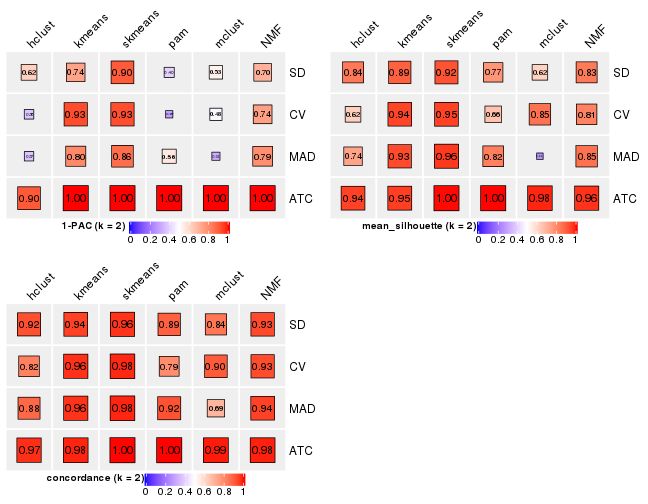 hclust kmeans skmeans pam mclust NMF
0.62 0.74 0.90 0.53 0.70 SD
0.93 0.93 0.48 0.74 CV
0.80 0.86 0.56 0.79 MAD
0.90 1.00 1.00 1.00 1.00 1.00 ATC
1-PAC (k = 2)
0 0.2 0.4 0.6 0.8 1
hclust kmeans skmeans pam mclust NMF
0.84 0.89 0.92 0.77 0.62 0.83 SD
0.62 0.94 0.95 0.66 0.85 0.81 CV
0.74 0.93 0.96 0.82 0.85 MAD
0.94 0.95 1.00 1.00 0.98 0.96 ATC
mean_silhouette (k = 2)
0 0.2 0.4 0.6 0.8 1
hclust kmeans skmeans pam mclust NMF
0.92 0.94 0.96 0.89 0.84 0.93 SD
0.82 0.96 0.98 0.79 0.90 0.93 CV
0.88 0.96 0.98 0.92 0.69 0.94 MAD
0.97 0.98 1.00 1.00 0.99 0.98 ATC
concordance (k = 2)
0 0.2 0.4 0.6 0.8 1